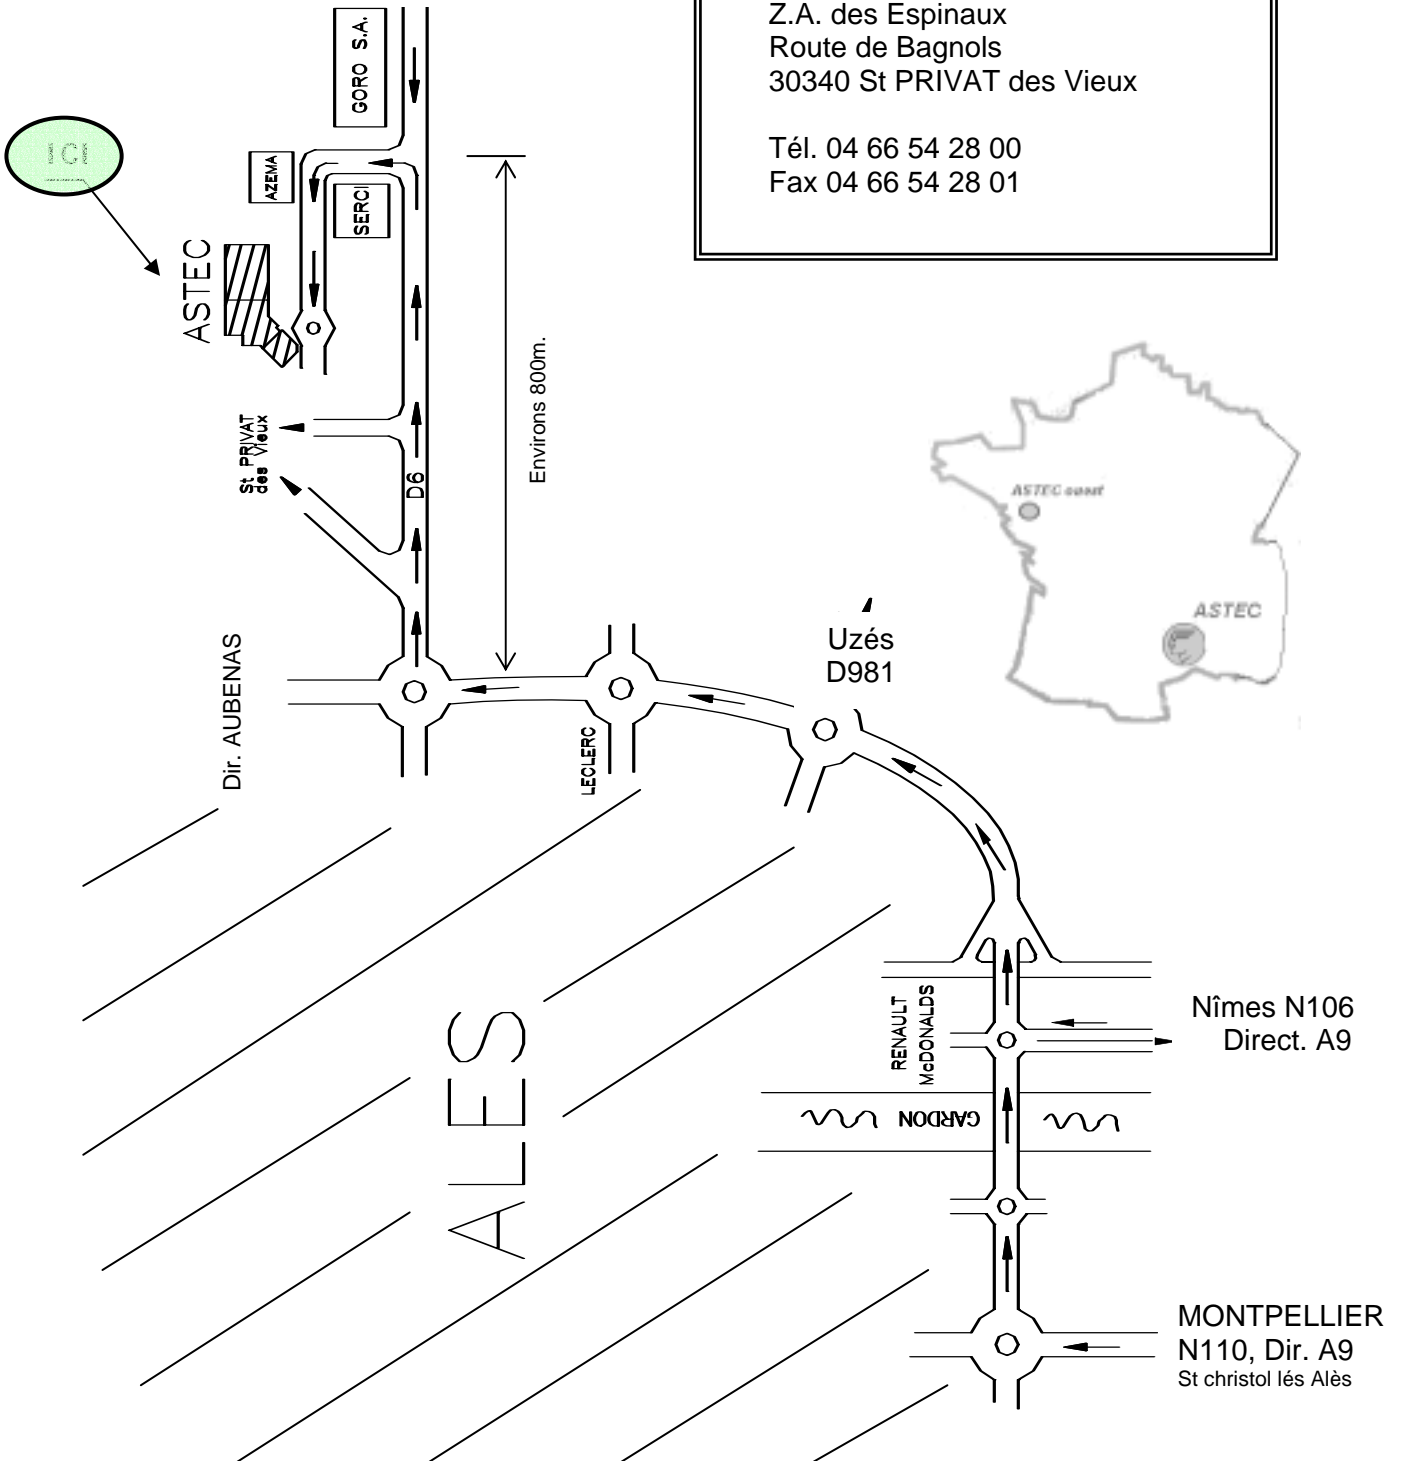 Z.A. des Espinaux
Route de Bagnols
30340 St PRIVAT des Vieux
Tél. 04 66 54 28 00
Fax 04 66 54 28 01
GORO S.A.
ICI
AZEMA
SERCI
ASTEC
Environs 800m.
St PRIVAT
des Vieux
D6
ASTEC ouest
ASTEC
Uzés
D981
Dir. AUBENAS
LECLERC
ALES
RENAULT
McDONALDS
Nîmes N106
Direct. A9
GARDON
MONTPELLIER
N110, Dir. A9
St christol lés Alès